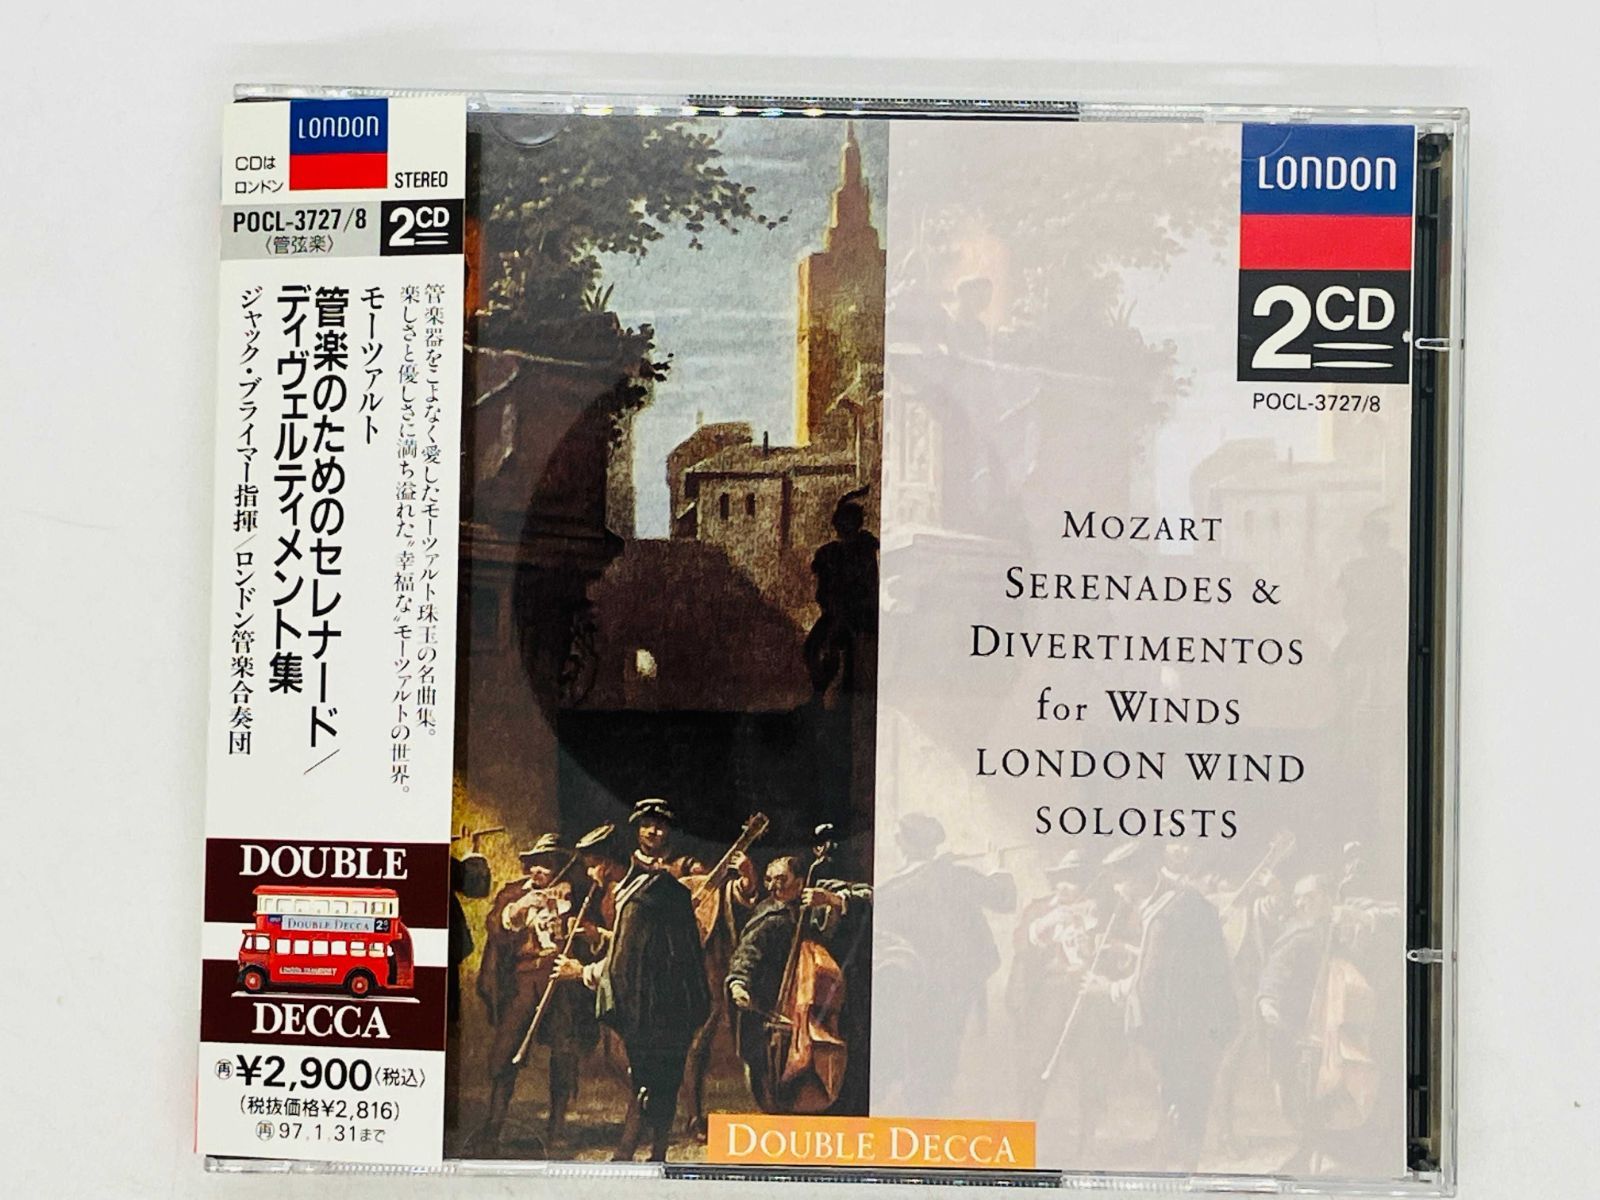 LONDON
CDは
ロンドン
STEREO
POCL-3727/8
〈管弦楽〉
2CD
管楽器をこよなく愛したモーツァルト珠玉の名曲集。
楽しさと優しさに満ち溢れた〝幸福な〟モーツァルトの世界。
モーツァルト
管楽のためのセレナード／
ディヴェルティメント集
ジャック・ブライマー指揮／ロンドン管楽合奏団
DOUBLE
DOUBLE DECCA 2CD
LONDON TRANSPORT
DECCA
再¥2,900〈税込〉
(税抜価格¥2,816)
再97.1.31まで
LONDON
2CD
POCL-3727/8
MOZART
SERENADES &
DIVERTIMENTOS
for WINDS
LONDON WIND
SOLOISTS
DOUBLE DECCA